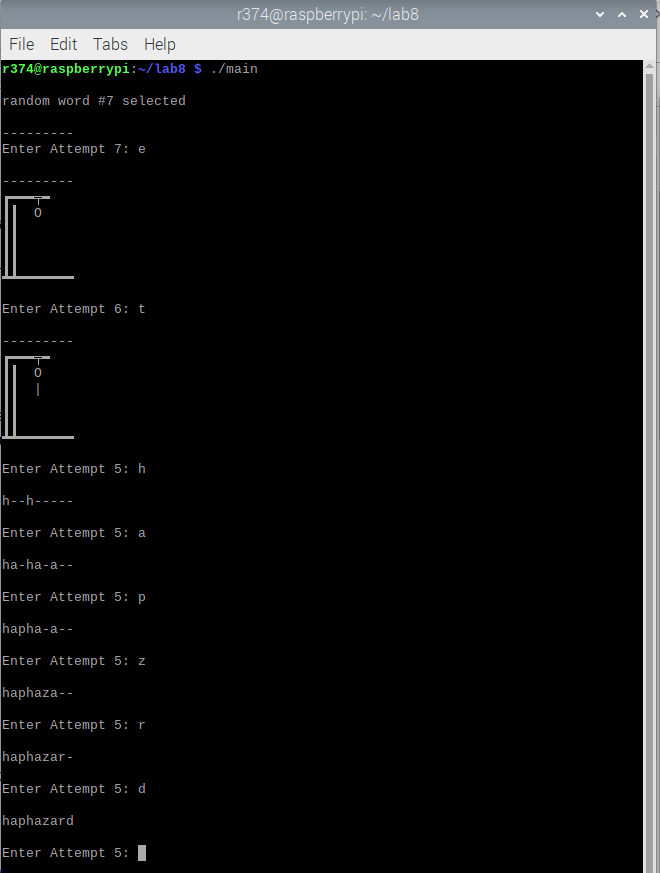 r374@raspberrypi: ~/lab8
File Edit Tabs Help
r374@raspberrypi:~/lab8 $ ./main
random word #7 selected
---------
Enter Attempt 7: e
---------
O
Enter Attempt 6: t
---------
O
|
Enter Attempt 5: h
h--h-----
Enter Attempt 5: a
ha-ha-a--
Enter Attempt 5: p
hapha-a--
Enter Attempt 5: z
haphaza--
Enter Attempt 5: r
haphazar-
Enter Attempt 5: d
haphazard
Enter Attempt 5: